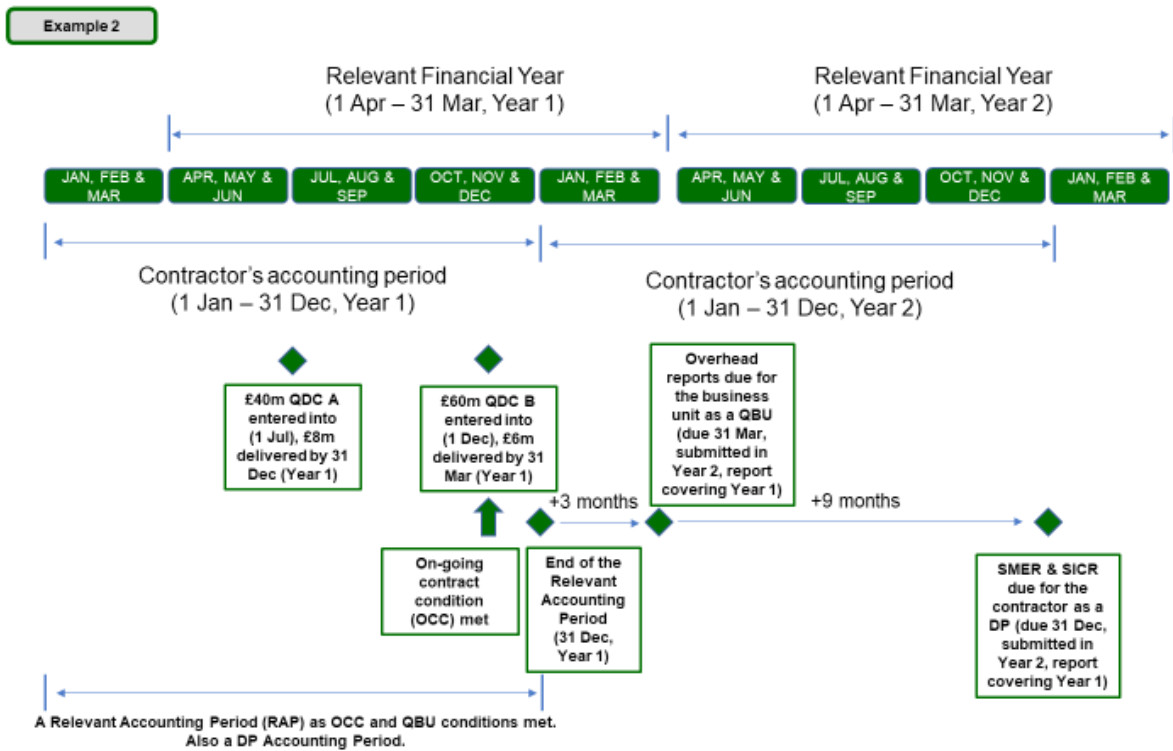 Example 2
Relevant Financial Year
(1 Apr – 31 Mar, Year 1)
Relevant Financial Year
(1 Apr – 31 Mar, Year 2)
JAN, FEB &
MAR
APR, MAY &
JUN
JUL, AUG &
SEP
OCT, NOV &
DEC
JAN, FEB &
MAR
APR, MAY &
JUN
JUL, AUG &
SEP
OCT, NOV &
DEC
JAN, FEB &
MAR
Contractor's accounting period
(1 Jan – 31 Dec, Year 1)
Contractor's accounting period
(1 Jan – 31 Dec, Year 2)
£40m QDC A
entered into
(1 Jul), £8m
delivered by 31
Dec (Year 1)
£60m QDC B
entered into
(1 Dec), £6m
delivered by 31
Mar (Year 1)
Overhead
reports due for
the business
unit as a QBU
(due 31 Mar,
submitted in
Year 2, report
covering Year 1)
+3 months
+9 months
On-going
contract
condition
(OCC) met
End of the
Relevant
Accounting
Period
(31 Dec,
Year 1)
SMER & SICR
due for the
contractor as a
DP (due 31 Dec,
submitted in
Year 2, report
covering Year 1)
A Relevant Accounting Period (RAP) as OCC and QBU conditions met.
Also a DP Accounting Period.